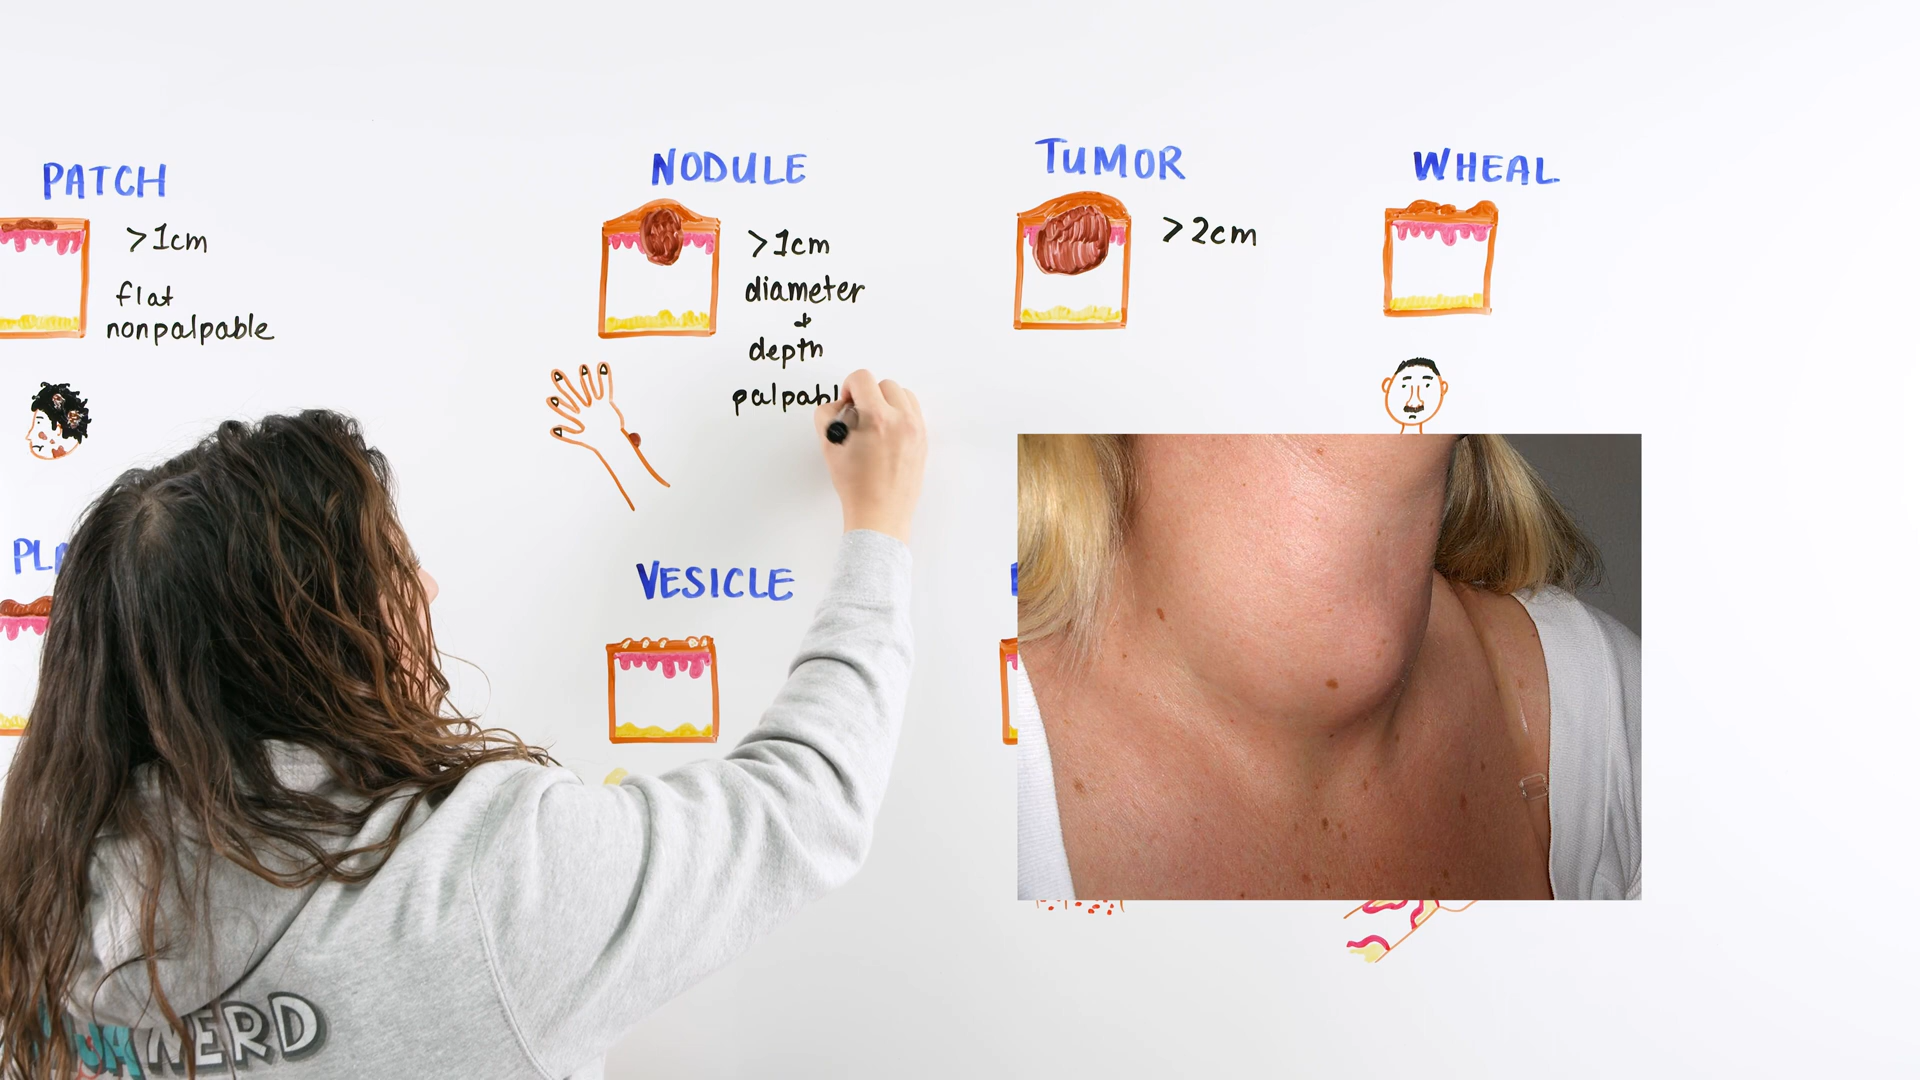 PATCH
>1cm
flat
nonpalpable
NODULE
>1cm
diameter
&
depth
TUMOR
>2cm
WHEAL
VESICLE
NERD